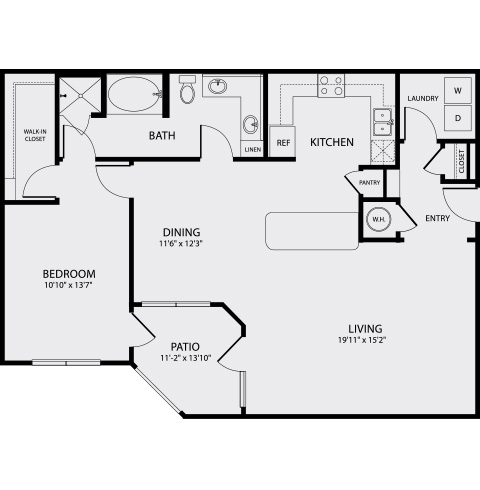 WALK-IN
CLOSET
BATH
LINEN
REF
KITCHEN
LAUNDRY
W
D
CLOSET
PANTRY
W.H.
ENTRY
DINING
11'6" x 12'3"
BEDROOM
10'10" x 13'7"
PATIO
11'-2" x 13'10"
LIVING
19'11" x 15'2"